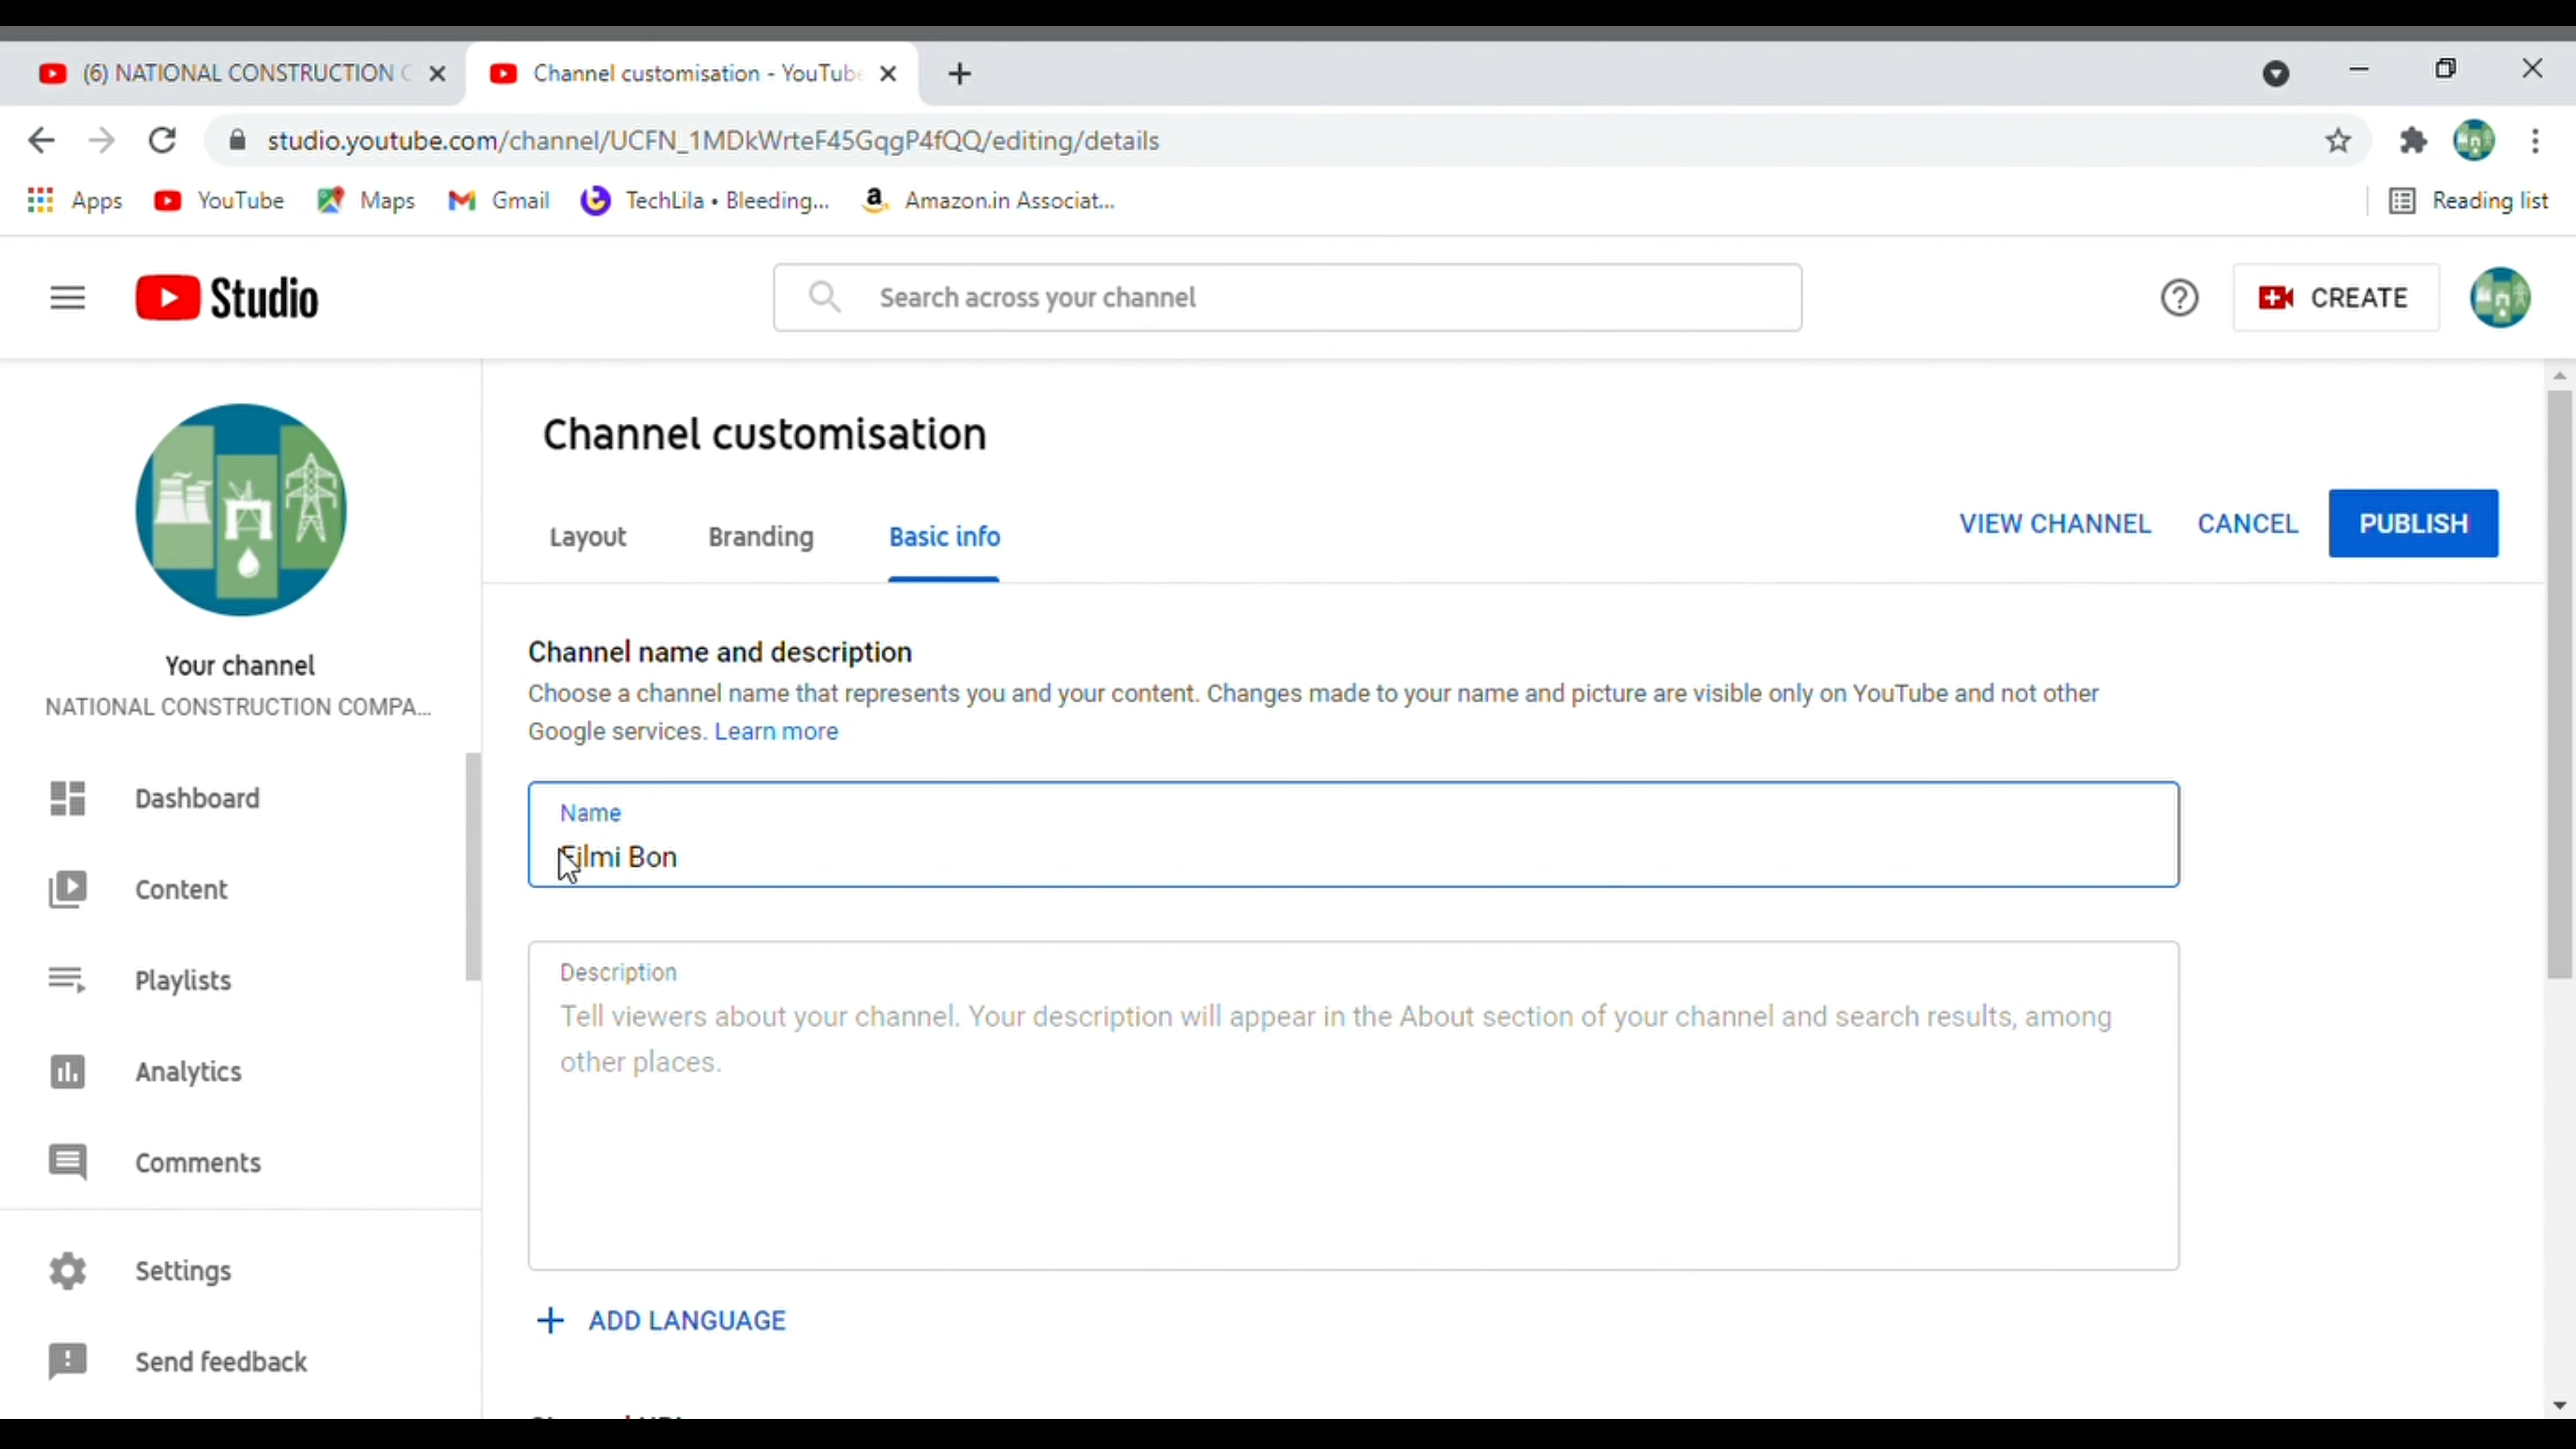 (6) NATIONAL CONSTRUCTION C
Channel customisation - YouTube
studio.youtube.com/channel/UCFN_1MDkWrteF45GqgP4fQQ/editing/details
Apps YouTube Maps Gmail TechLila • Bleeding... Amazon.in Associat... Reading list
Studio
Search across your channel
CREATE
Channel customisation
Layout Branding Basic info
VIEW CHANNEL CANCEL PUBLISH
Your channel
NATIONAL CONSTRUCTION COMPA...
Dashboard
Content
Playlists
Analytics
Comments
Settings
Send feedback
Channel name and description
Choose a channel name that represents you and your content. Changes made to your name and picture are visible only on YouTube and not other
Google services. Learn more
Name
Filmi Bon
Description
Tell viewers about your channel. Your description will appear in the About section of your channel and search results, among
other places.
+ ADD LANGUAGE